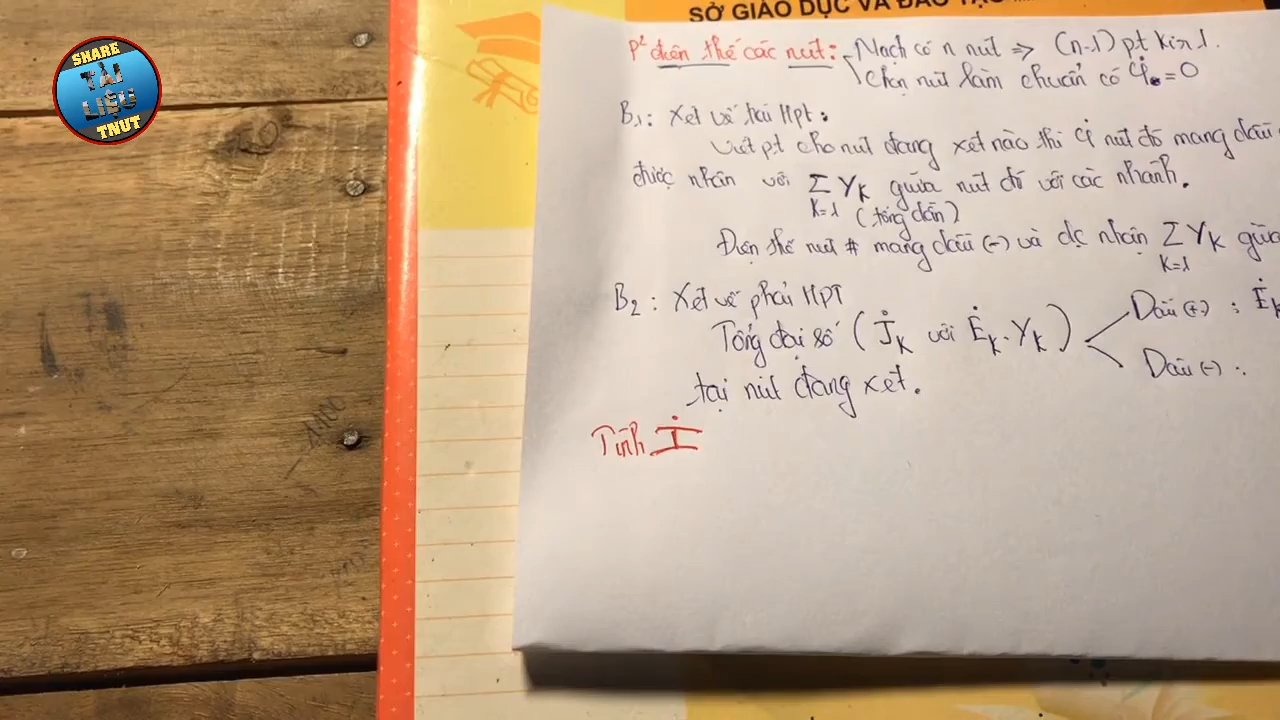 SHARE
TÀI
LIỆU
TNUT
SỞ GIÁO DỤC VÀ ĐÀO TẠO
P² điện thế các nút: Mạch có n nút => (n-1) pt kiz 1.
Chọn nút làm chuẩn có φ̇₀=0
B₁: Xét vế trái Hpt:
Viết pt cho nút đang xét nào thì φ̇ nút đó mang dấu
được nhân với Σ Yₖ giữa nút đó với các nhánh.
K=1 (tổng dẫn)
Điện thế nút # mang dấu (-) và đc nhân Σ Yₖ giữa
K=1
B₂: Xét vế phải HPT
Dấu (+) : Ėₖ
Tổng đại số (J̇ₖ với Ėₖ.Yₖ)
Dấu (-) :
tại nút đang xét.
Tính İ